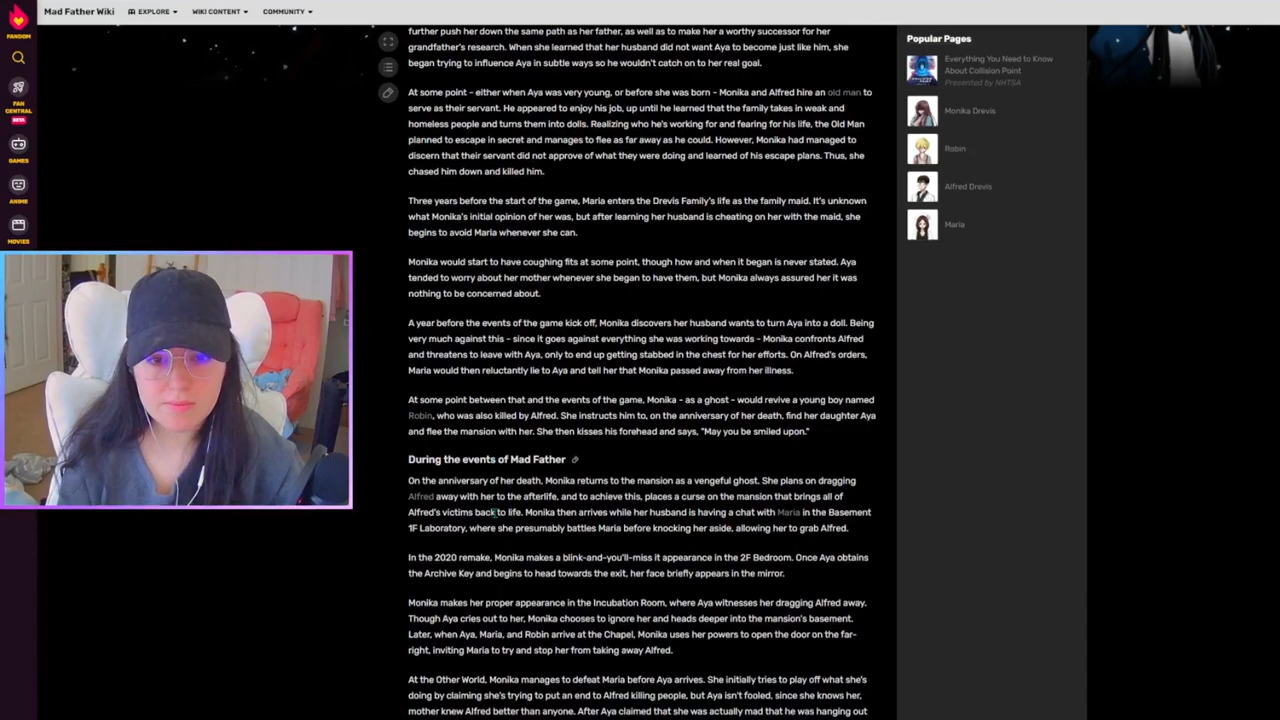 Mad Father Wiki
EXPLORE
WIKI CONTENT
COMMUNITY
FANDOM
FAN CENTRAL
BETA
GAMES
ANIME
MOVIES
further push her down the same path as her father, as well as to make her a worthy successor for her
grandfather's research. When she learned that her husband did not want Aya to become just like him, she
began trying to influence Aya in subtle ways so he wouldn't catch on to her real goal.
At some point - either when Aya was very young, or before she was born - Monika and Alfred hire an old man to
serve as their servant. He appeared to enjoy his job, up until he learned that the family takes in weak and
homeless people and turns them into dolls. Realizing who he's working for and fearing for his life, the Old Man
planned to escape in secret and manages to flee as far away as he could. However, Monika had managed to
discern that their servant did not approve of what they were doing and learned of his escape plans. Thus, she
chased him down and killed him.
Three years before the start of the game, Maria enters the Drevis Family's life as the family maid. It's unknown
what Monika's initial opinion of her was, but after learning her husband is cheating on her with the maid, she
begins to avoid Maria whenever she can.
Monika would start to have coughing fits at some point, though how and when it began is never stated. Aya
tended to worry about her mother whenever she began to have them, but Monika always assured her it was
nothing to be concerned about.
A year before the events of the game kick off, Monika discovers her husband wants to turn Aya into a doll. Being
very much against this - since it goes against everything she was working towards - Monika confronts Alfred
and threatens to leave with Aya, only to end up getting stabbed in the chest for her efforts. On Alfred's orders,
Maria would then reluctantly lie to Aya and tell her that Monika passed away from her illness.
At some point between that and the events of the game, Monika - as a ghost - would revive a young boy named
Robin, who was also killed by Alfred. She instructs him to, on the anniversary of her death, find her daughter Aya
and flee the mansion with her. She then kisses his forehead and says, "May you be smiled upon."
During the events of Mad Father
On the anniversary of her death, Monika returns to the mansion as a vengeful ghost. She plans on dragging
Alfred away with her to the afterlife, and to achieve this, places a curse on the mansion that brings all of
Alfred's victims back to life. Monika then arrives while her husband is having a chat with Maria in the Basement
1F Laboratory, where she presumably battles Maria before knocking her aside, allowing her to grab Alfred.
In the 2020 remake, Monika makes a blink-and-you'll-miss it appearance in the 2F Bedroom. Once Aya obtains
the Archive Key and begins to head towards the exit, her face briefly appears in the mirror.
Monika makes her proper appearance in the Incubation Room, where Aya witnesses her dragging Alfred away.
Though Aya cries out to her, Monika chooses to ignore her and heads deeper into the mansion's basement.
Later, when Aya, Maria, and Robin arrive at the Chapel, Monika uses her powers to open the door on the far-
right, inviting Maria to try and stop her from taking away Alfred.
At the Other World, Monika manages to defeat Maria before Aya arrives. She initially tries to play off what she's
doing by claiming she's trying to put an end to Alfred killing people, but Aya isn't fooled, since she knows her,
mother knew Alfred better than anyone. After Aya claimed that she was actually mad that he was hanging out
Popular Pages
Everything You Need to Know
About Collision Point
Presented by NHTSA
Monika Drevis
Robin
Alfred Drevis
Maria